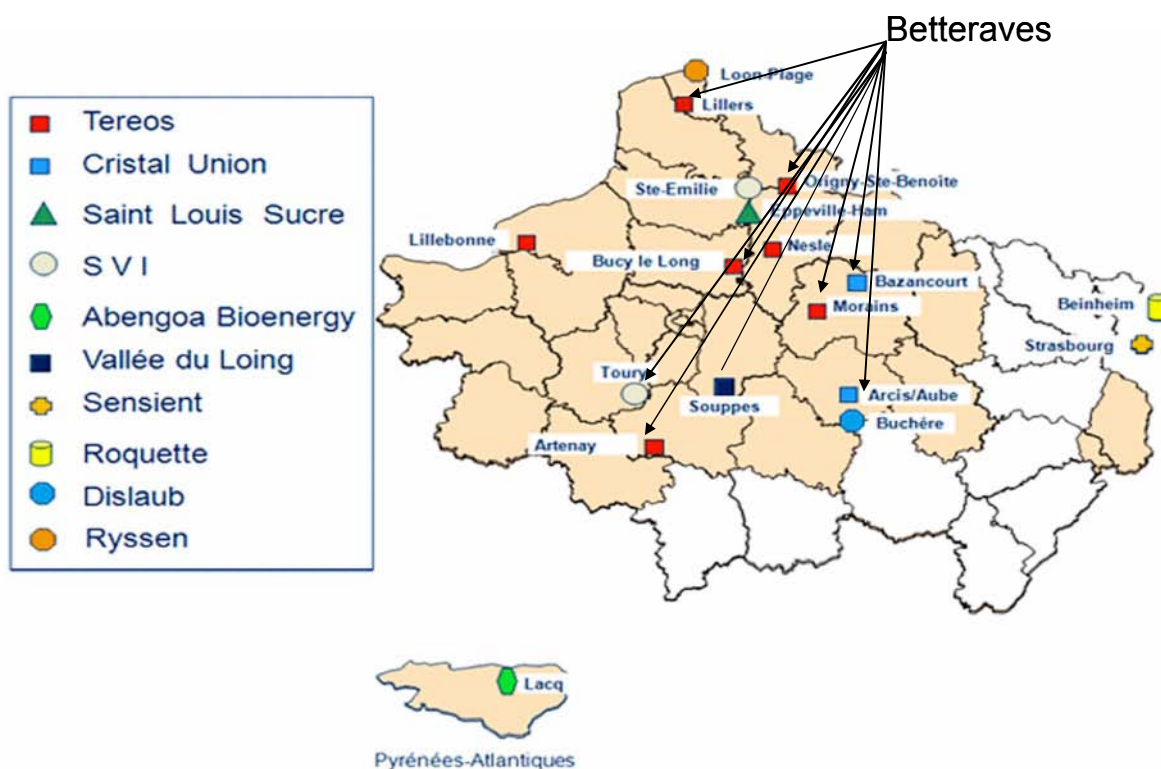 Betteraves
Tereos
Cristal Union
Saint Louis Sucre
S V I
Abengoa Bioenergy
Vallée du Loing
Sensient
Roquette
Dislaub
Ryssen
Loon-Plage
Lillers
Ste-Emilie
Origny-Ste-Benoîte
Eppeville-Ham
Lillebonne
Nesle
Bucy le Long
Bazancourt
Morains
Beinheim
Strasbourg
Toury
Souppes
Arcis/Aube
Buchére
Artenay
Lacq
Pyrénées-Atlantiques